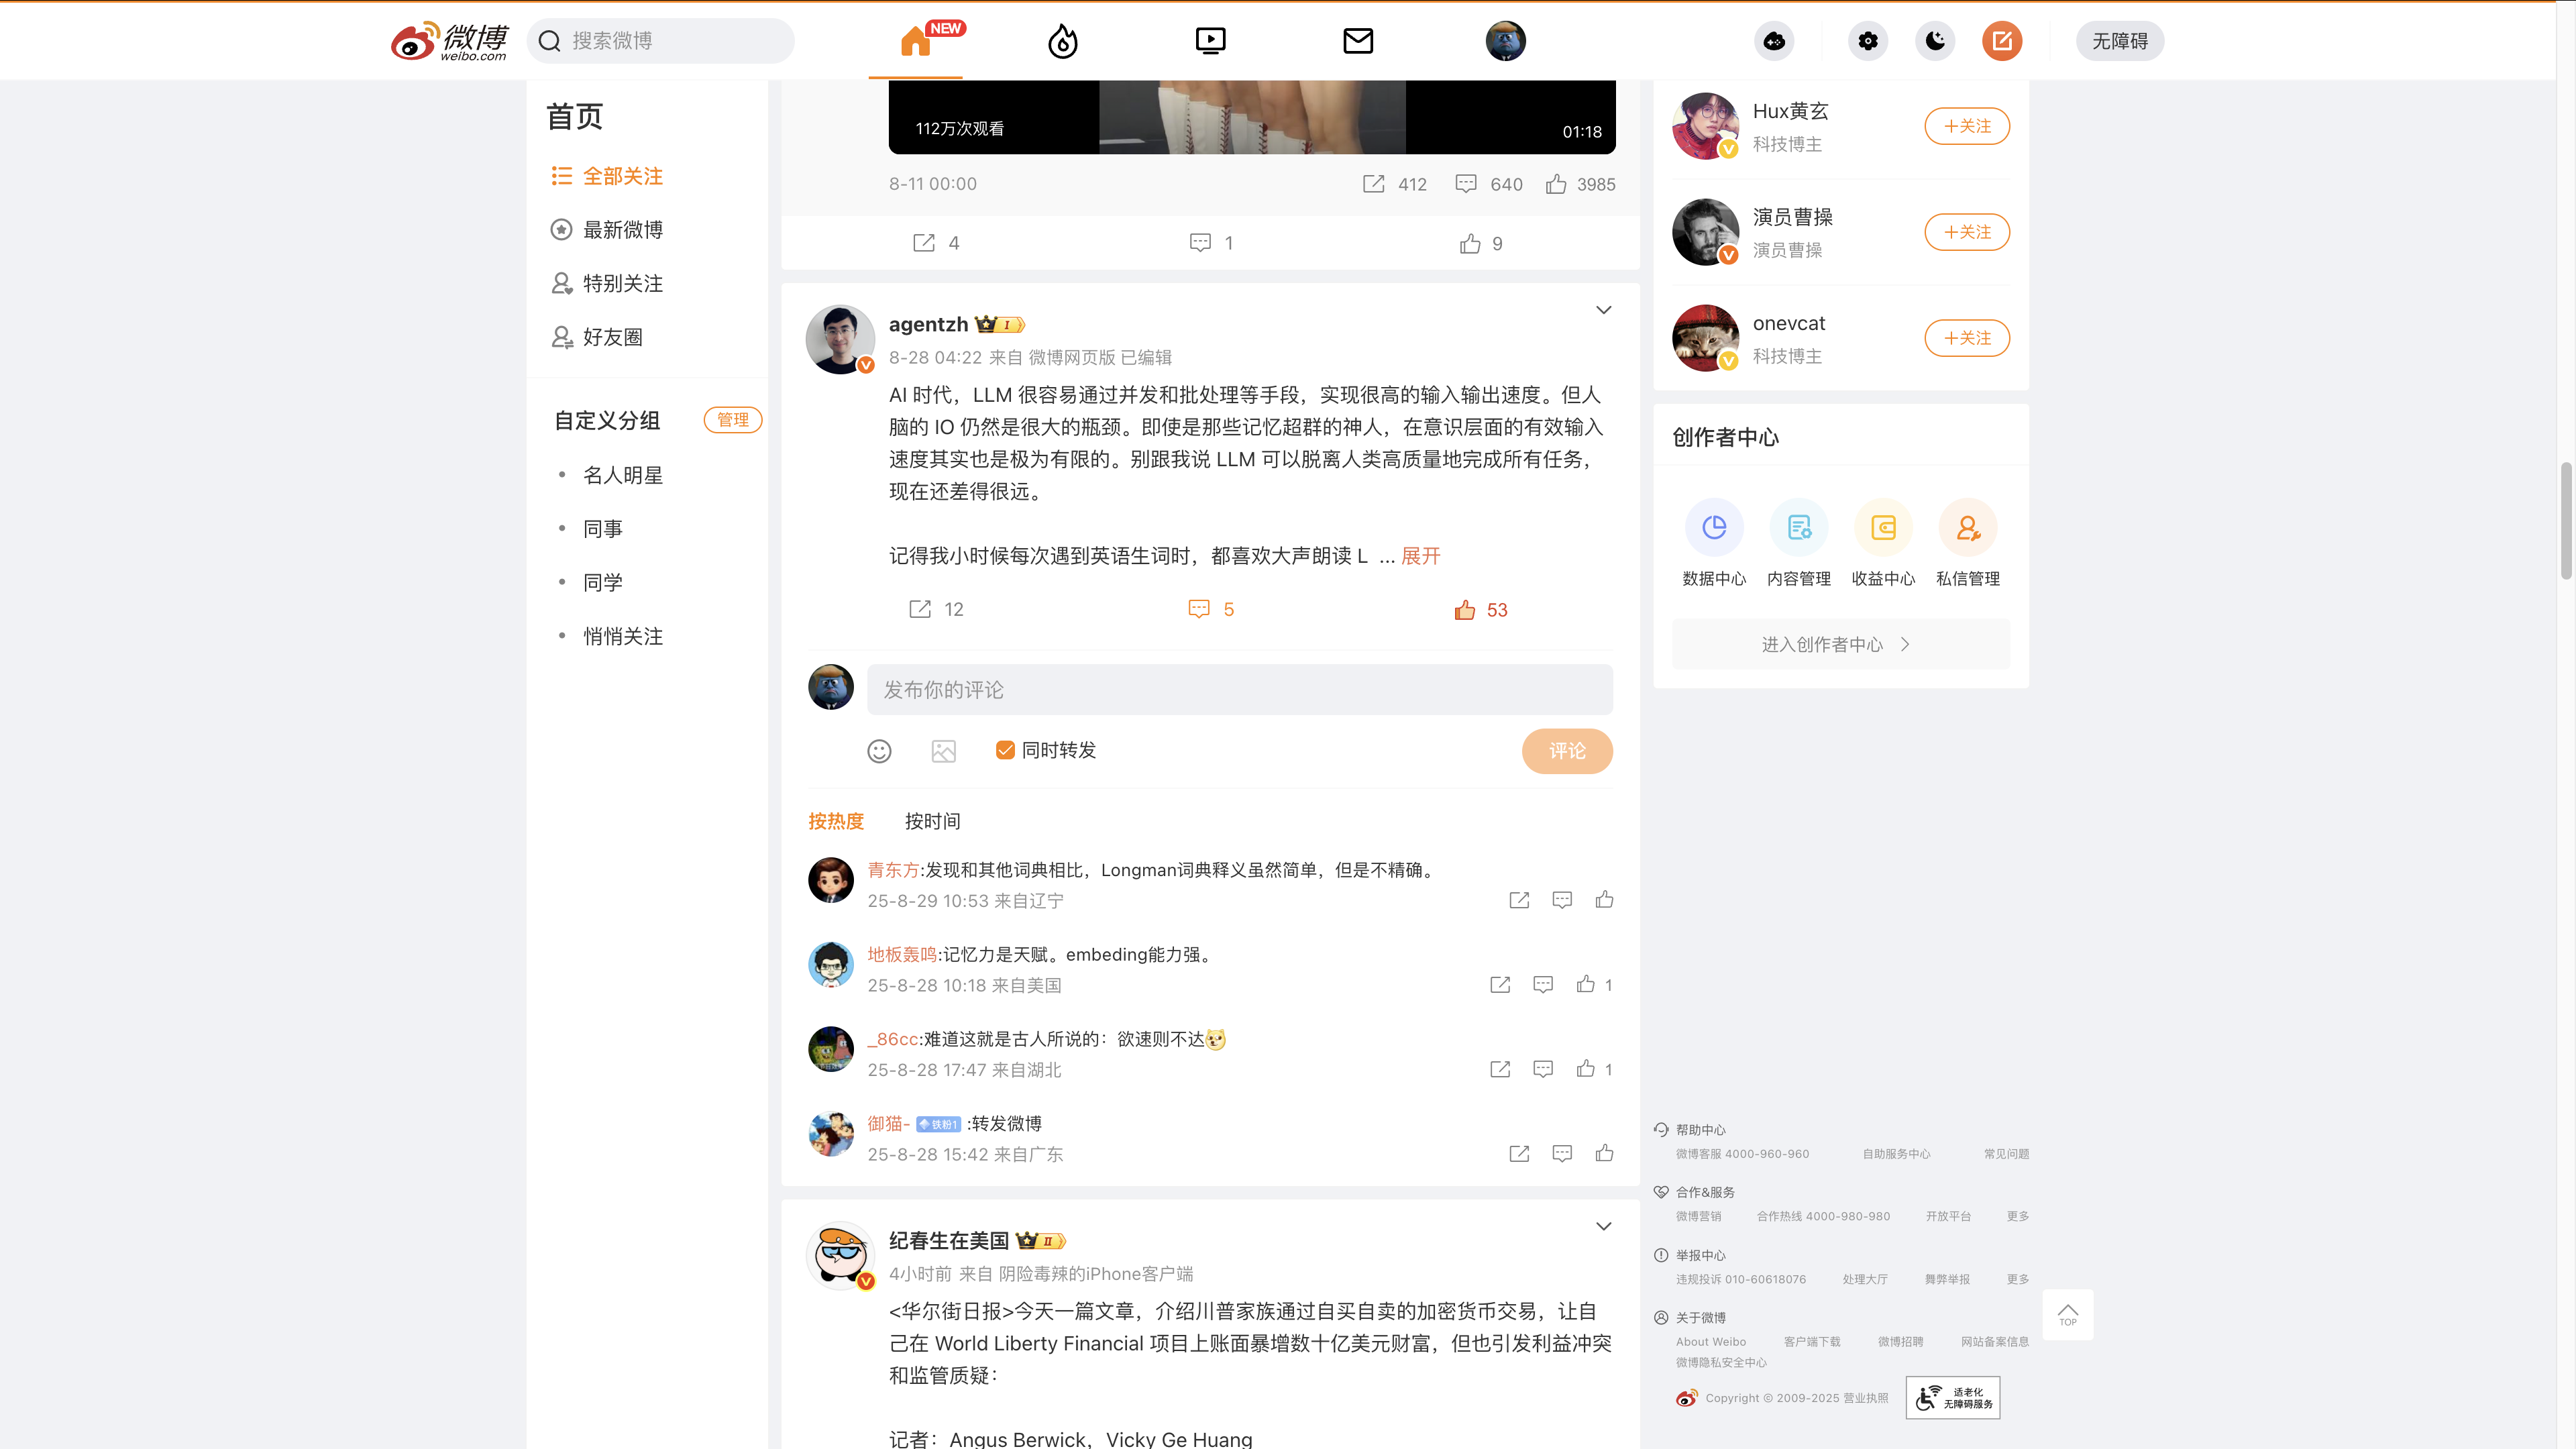 微博
weibo.com
搜索微博
NEW
无障碍
首页
全部关注
最新微博
特别关注
好友圈
自定义分组
管理
名人明星
同事
同学
悄悄关注
112万次观看
01:18
8-11 00:00
412
640
3985
4
1
9
agentzh
I
8-28 04:22 来自 微博网页版 已编辑
AI 时代，LLM 很容易通过并发和批处理等手段，实现很高的输入输出速度。但人
脑的 IO 仍然是很大的瓶颈。即使是那些记忆超群的神人，在意识层面的有效输入
速度其实也是极为有限的。别跟我说 LLM 可以脱离人类高质量地完成所有任务，
现在还差得很远。
记得我小时候每次遇到英语生词时，都喜欢大声朗读 L ... 展开
12
5
53
发布你的评论
同时转发
评论
按热度
按时间
青东方:发现和其他词典相比，Longman词典释义虽然简单，但是不精确。
25-8-29 10:53 来自辽宁
地板轰鸣:记忆力是天赋。embeding能力强。
25-8-28 10:18 来自美国
1
_86cc:难道这就是古人所说的：欲速则不达
25-8-28 17:47 来自湖北
1
御猫- 铁粉1 :转发微博
25-8-28 15:42 来自广东
纪春生在美国
II
4小时前 来自 阴险毒辣的iPhone客户端
<华尔街日报>今天一篇文章，介绍川普家族通过自买自卖的加密货币交易，让自
己在 World Liberty Financial 项目上账面暴增数十亿美元财富，但也引发利益冲突
和监管质疑：
记者：Angus Berwick，Vicky Ge Huang
Hux黄玄
科技博主
+关注
演员曹操
演员曹操
+关注
onevcat
科技博主
+关注
创作者中心
数据中心
内容管理
收益中心
私信管理
进入创作者中心
帮助中心
微博客服 4000-960-960
自助服务中心
常见问题
合作&服务
微博营销
合作热线 4000-980-980
开放平台
更多
举报中心
违规投诉 010-60618076
处理大厅
舞弊举报
更多
关于微博
About Weibo
客户端下载
微博招聘
网站备案信息
微博隐私安全中心
Copyright © 2009-2025 营业执照
适老化
无障碍服务
TOP